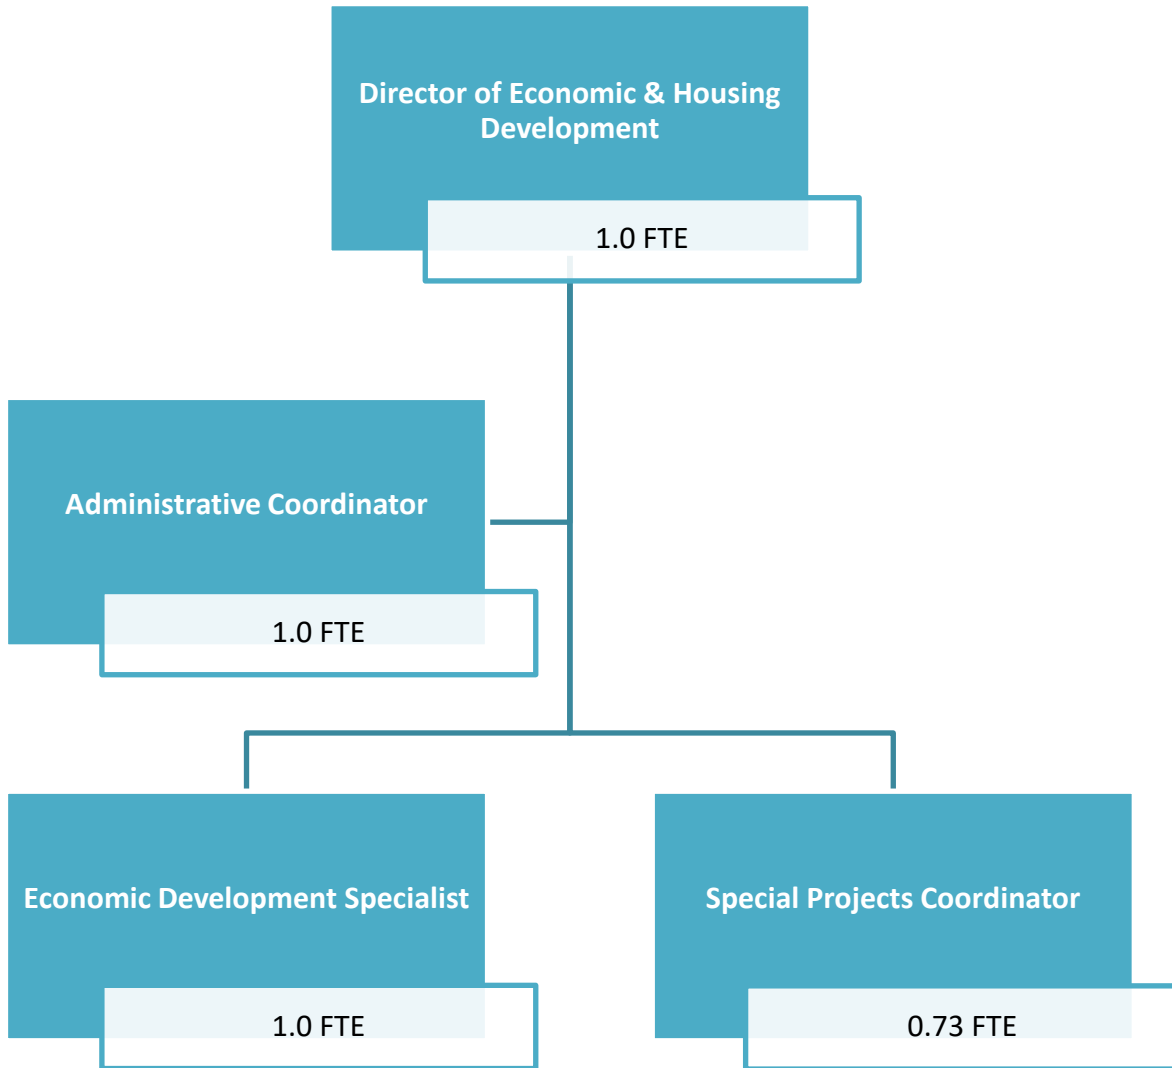 Director of Economic & Housing
Development
1.0 FTE
Administrative Coordinator
1.0 FTE
Economic Development Specialist
1.0 FTE
Special Projects Coordinator
0.73 FTE